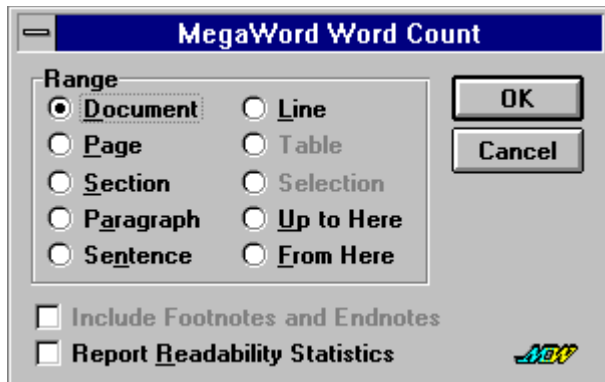 MegaWord Word Count
Range
Document
Line
Page
Table
Section
Selection
Paragraph
Up to Here
Sentence
From Here
OK
Cancel
Include Footnotes and Endnotes
Report Readability Statistics